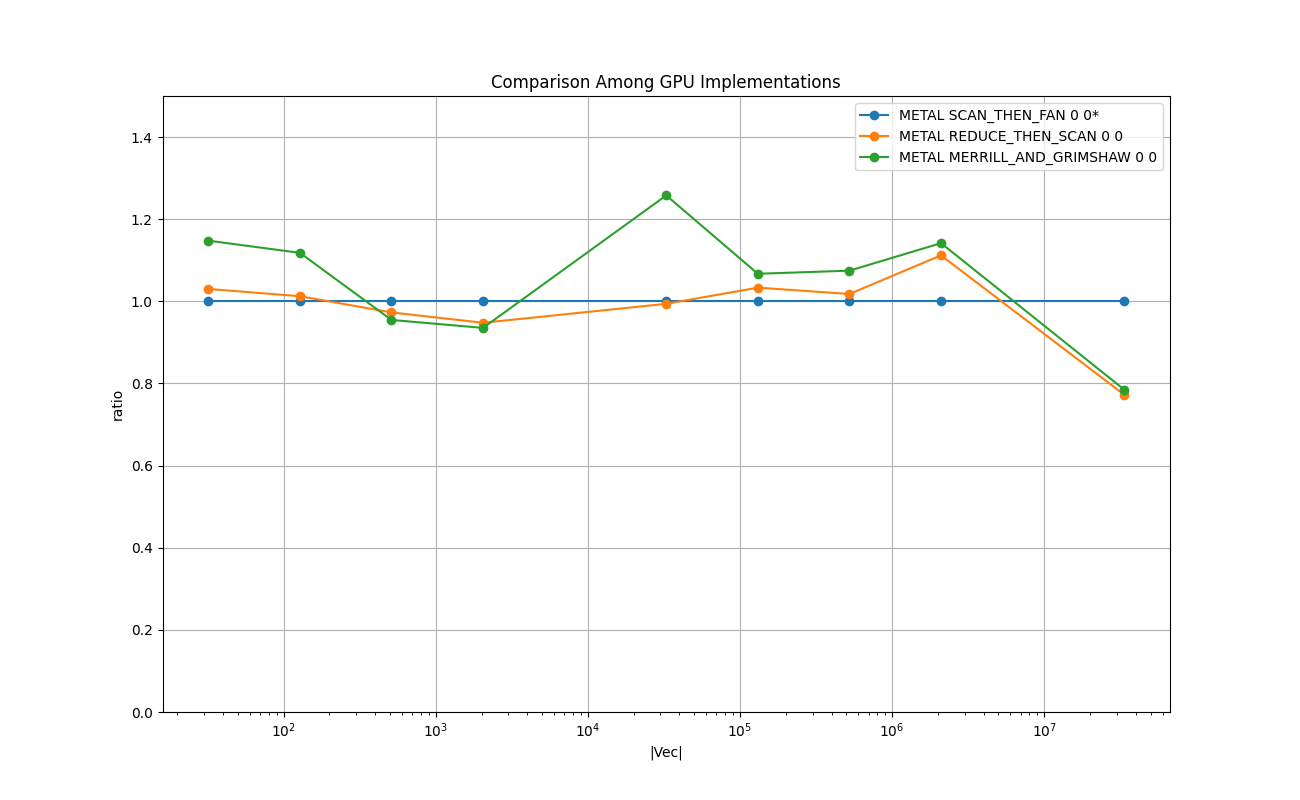 Comparison Among GPU Implementations
METAL SCAN_THEN_FAN 0 0*
METAL REDUCE_THEN_SCAN 0 0
METAL MERRILL_AND_GRIMSHAW 0 0
1.4
1.2
1.0
0.8
0.6
0.4
0.2
0.0
ratio
10² 10³ 10⁴ 10⁵ 10⁶ 10⁷
|Vec|